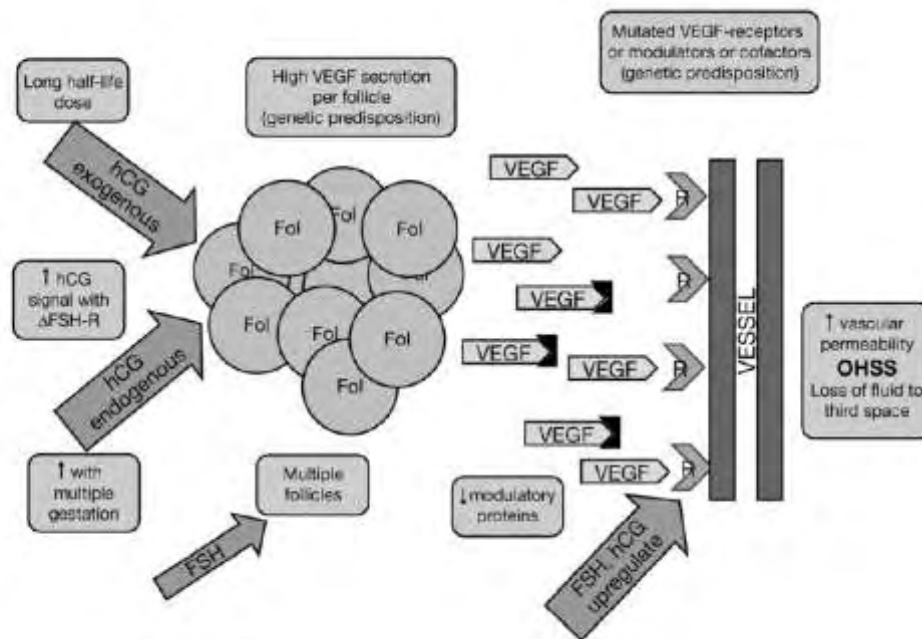 Long half-life
dose
High VEGF secretion
per follicle
(genetic predisposition)
Mutated VEGF-receptors
or modulators or cofactors
(genetic predisposition)
hCG
exogenous
↑ hCG
signal with
ΔFSH-R
hCG
endogenous
↑ with
multiple
gestation
FSH
Multiple
follicles
Fol
Fol
Fol
Fol
Fol
Fol
Fol
Fol
VEGF
VEGF
VEGF
VEGF
VEGF
VEGF
VEGF
VEGF
R
R
R
R
↓modulatory
proteins
FSH, hCG
upregulate
VESSEL
↑ vascular
permeability
OHSS
Loss of fluid to
third space